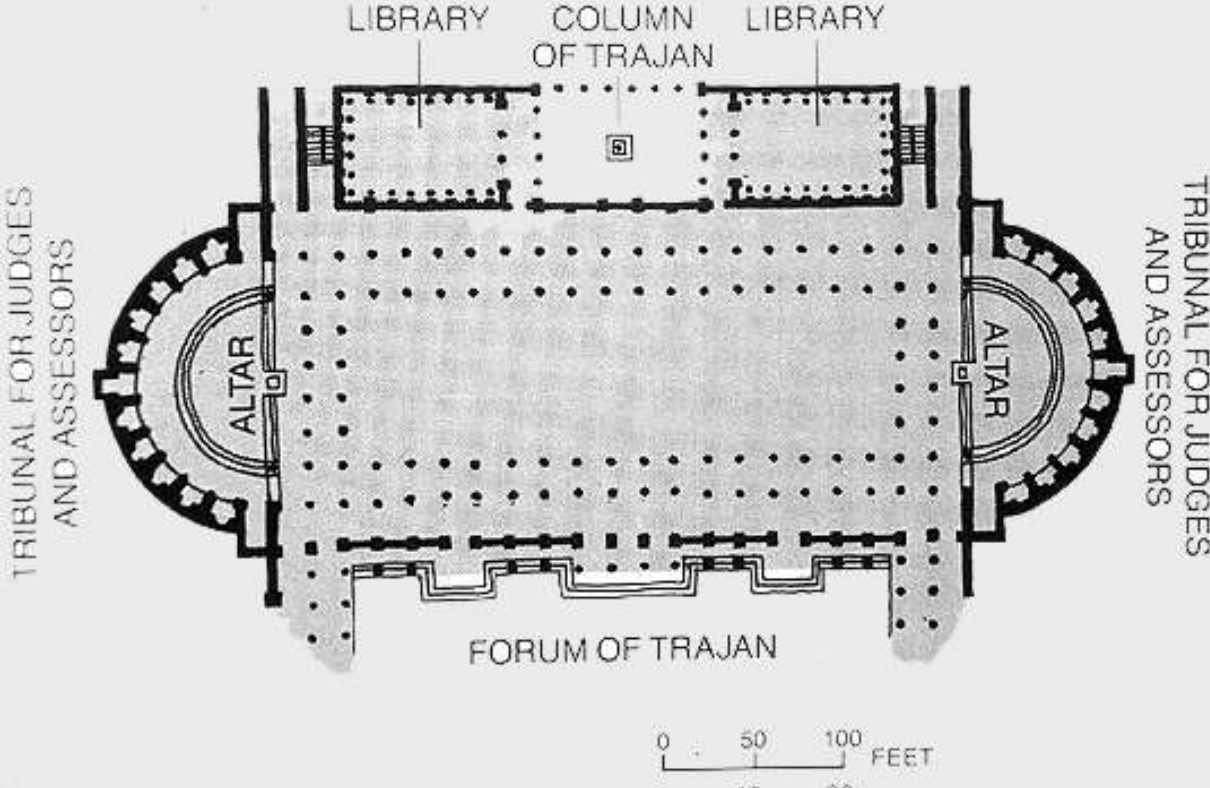 LIBRARY
COLUMN
OF TRAJAN
LIBRARY
TRIBUNAL FOR JUDGES
AND ASSESSORS
ALTAR
ALTAR
TRIBUNAL FOR JUDGES
AND ASSESSORS
FORUM OF TRAJAN
0 50 100 FEET